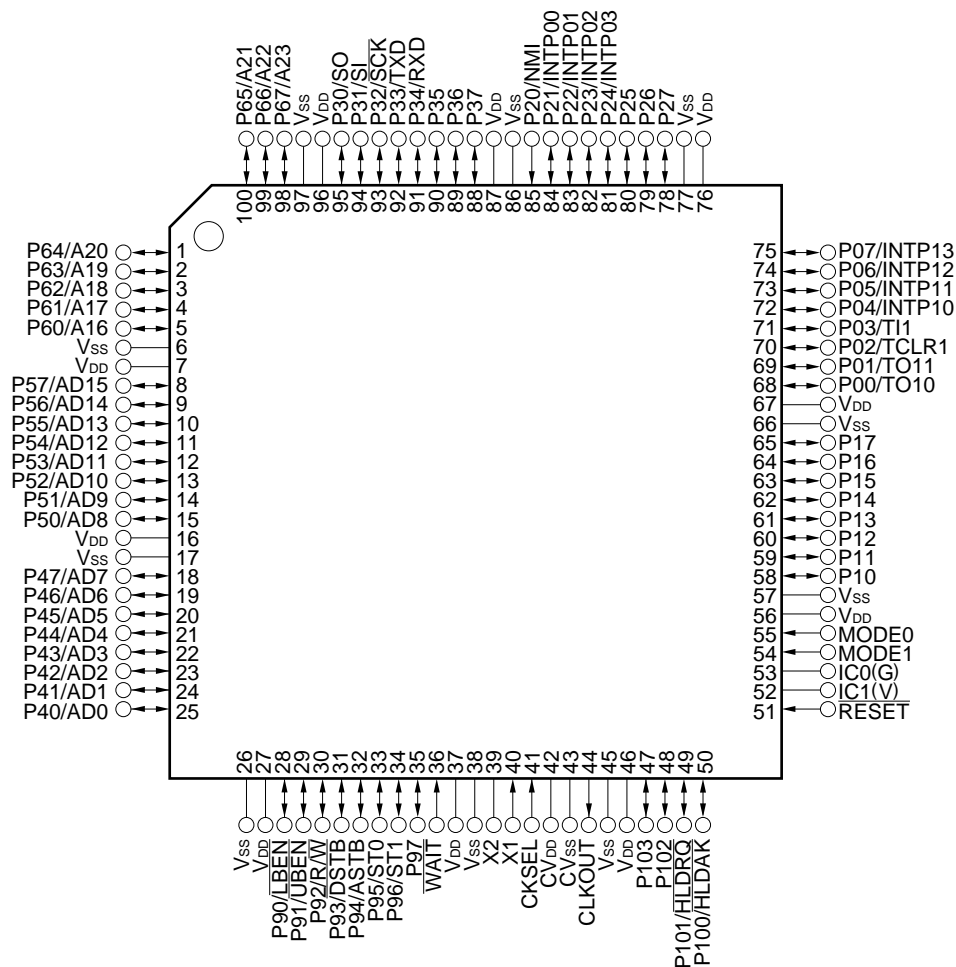 P65/A21
P66/A22
P67/A23
VSS
VDD
P30/SO
P31/SI
P32/SCK
P33/TXD
P34/RXD
P35
P36
P37
VDD
VSS
P20/NMI
P21/INTP00
P22/INTP01
P23/INTP02
P24/INTP03
P25
P26
P27
VSS
VDD
100
99
98
97
96
95
94
93
92
91
90
89
88
87
86
85
84
83
82
81
80
79
78
77
76
P64/A20 1
P63/A19 2
P62/A18 3
P61/A17 4
P60/A16 5
VSS 6
VDD 7
P57/AD15 8
P56/AD14 9
P55/AD13 10
P54/AD12 11
P53/AD11 12
P52/AD10 13
P51/AD9 14
P50/AD8 15
VDD 16
VSS 17
P47/AD7 18
P46/AD6 19
P45/AD5 20
P44/AD4 21
P43/AD3 22
P42/AD2 23
P41/AD1 24
P40/AD0 25
75 P07/INTP13
74 P06/INTP12
73 P05/INTP11
72 P04/INTP10
71 P03/TI1
70 P02/TCLR1
69 P01/TO11
68 P00/TO10
67 VDD
66 VSS
65 P17
64 P16
63 P15
62 P14
61 P13
60 P12
59 P11
58 P10
57 VSS
56 VDD
55 MODE0
54 MODE1
53 IC0(G)
52 IC1(V)
51 RESET
26
27
28
29
30
31
32
33
34
35
36
37
38
39
40
41
42
43
44
45
46
47
48
49
50
VSS
VDD
P90/LBEN
P91/UBEN
P92/R/W
P93/DSTB
P94/ASTB
P95/ST0
P96/ST1
P97
WAIT
VDD
VSS
X2
X1
CKSEL
CVDD
CVSS
CLKOUT
VSS
VDD
P103
P102
P101/HLDRQ
P100/HLDAK